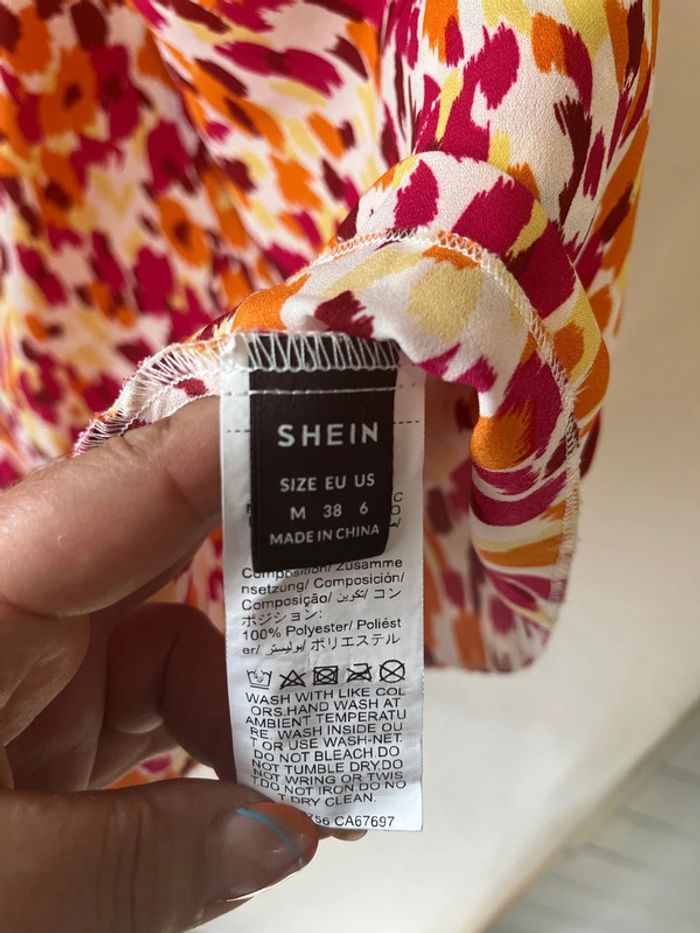 SHEIN
SIZE EU US
M 38 6
MADE IN CHINA
Composition/ Zusamme
nsetzung/ Composición/
Composição/ تكوين/ コン
ポジション:
100% Polyester/ Poliést
er/ بوليستر/ ポリエステル
WASH WITH LIKE COL
ORS.HAND WASH AT
AMBIENT TEMPERATU
RE. WASH INSIDE OU
T OR USE WASH-NET.
DO NOT BLEACH.DO
NOT TUMBLE DRY.DO
NOT WRING OR TWIS
T.DO NOT IRON DO NO
T DRY CLEAN.
CA67697